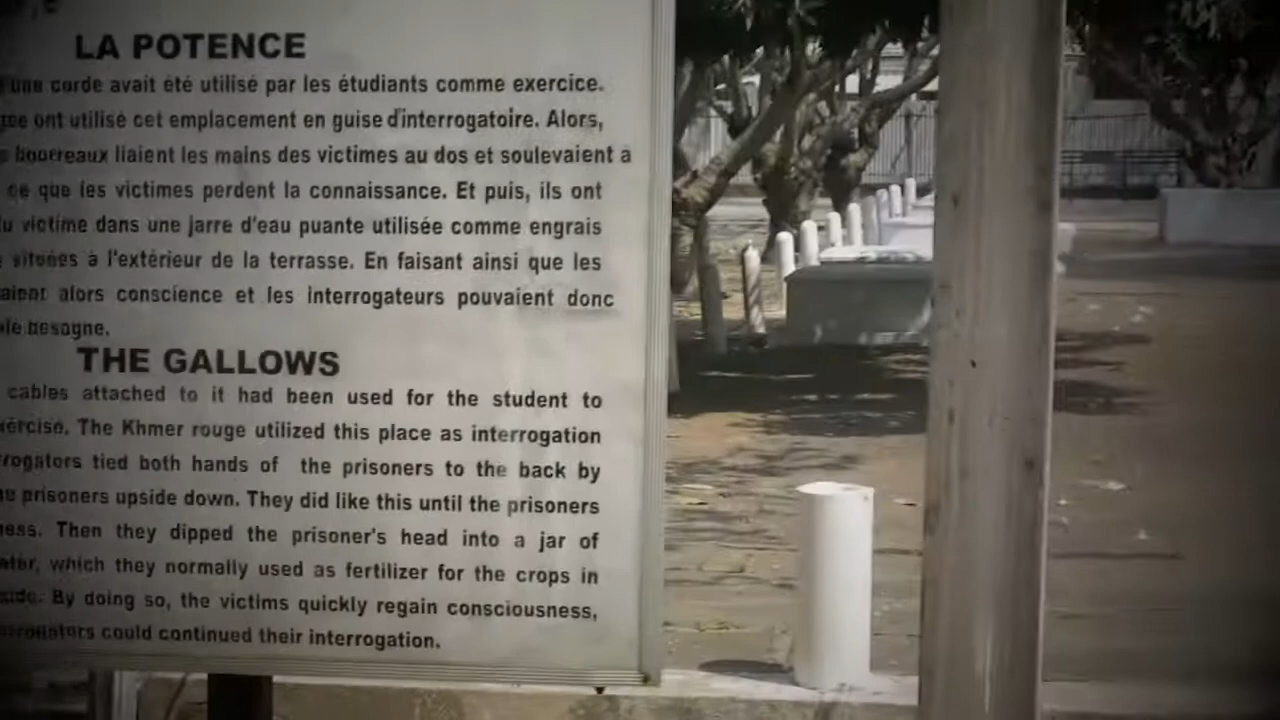 LA POTENCE
une corde avait été utilisé par les étudiants comme exercice.
ont utilisé cet emplacement en guise d'interrogatoire. Alors,
bourreaux liaient les mains des victimes au dos et soulevaient a
ce que les victimes perdent la connaissance. Et puis, ils ont
victime dans une jarre d'eau puante utilisée comme engrais
à l'extérieur de la terrasse. En faisant ainsi que les
alors conscience et les interrogateurs pouvaient donc
besogne.
THE GALLOWS
cables attached to it had been used for the student to
The Khmer rouge utilized this place as interrogation
tied both hands of the prisoners to the back by
prisoners upside down. They did like this until the prisoners
Then they dipped the prisoner's head into a jar of
which they normally used as fertilizer for the crops in
By doing so, the victims quickly regain consciousness,
could continued their interrogation.